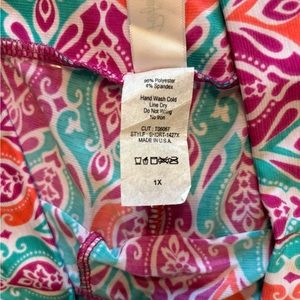 96% Polyester
4% Spandex
Hand Wash Cold
Line Dry
Do Not Wring
No Iron
MADE IN U.S.A.
1X